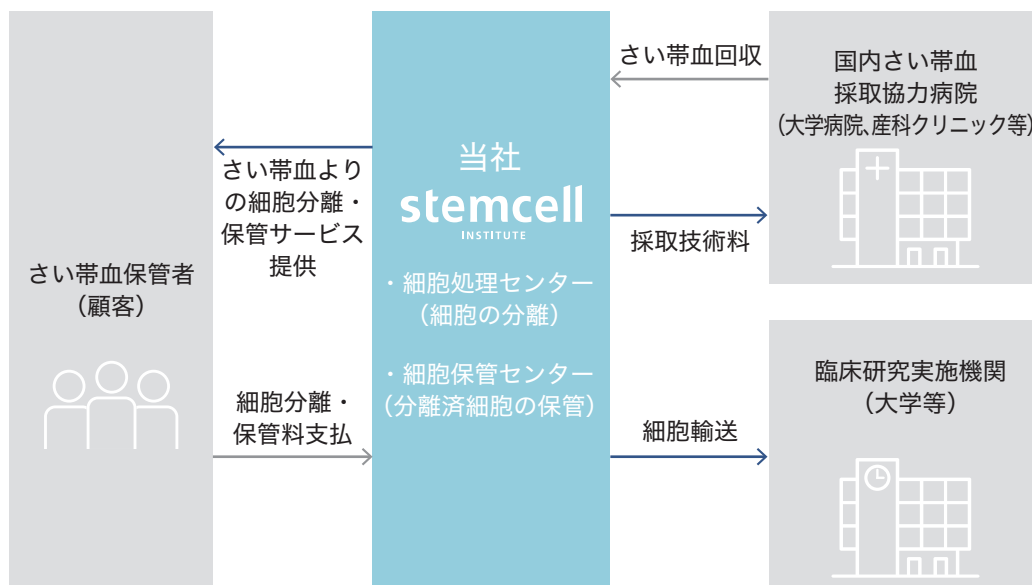 さい帯血保管者
（顧客）
さい帯血より
の細胞分離・
保管サービス
提供
細胞分離・
保管料支払
当社
stemcell
INSTITUTE
・細胞処理センター
（細胞の分離）
・細胞保管センター
（分離済細胞の保管）
さい帯血回収
採取技術料
細胞輸送
国内さい帯血
採取協力病院
（大学病院、産科クリニック等）
臨床研究実施機関
（大学等）